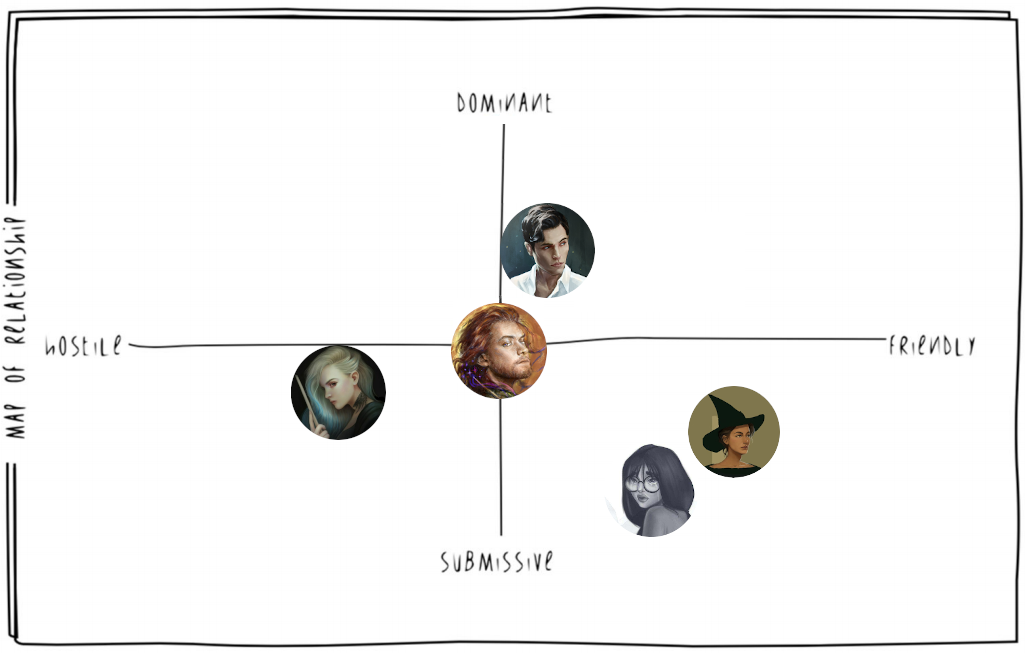 MAP OF RELATIONSHIP
DOMINANT
HOSTILE
FRIENDLY
SUBMISSIVE